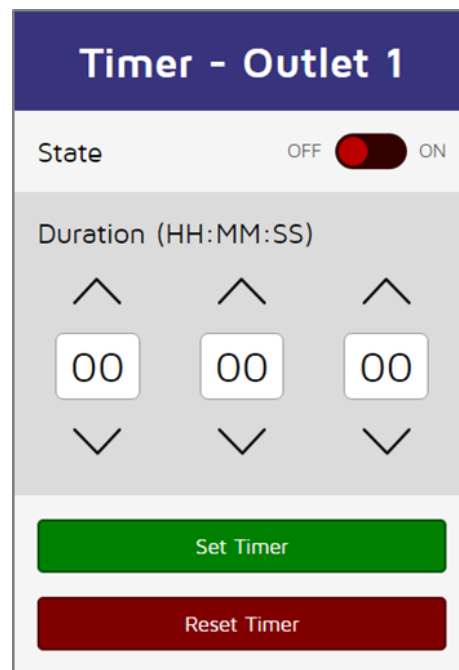 Timer - Outlet 1
State OFF ON
Duration (HH:MM:SS)
00 00 00
Set Timer
Reset Timer